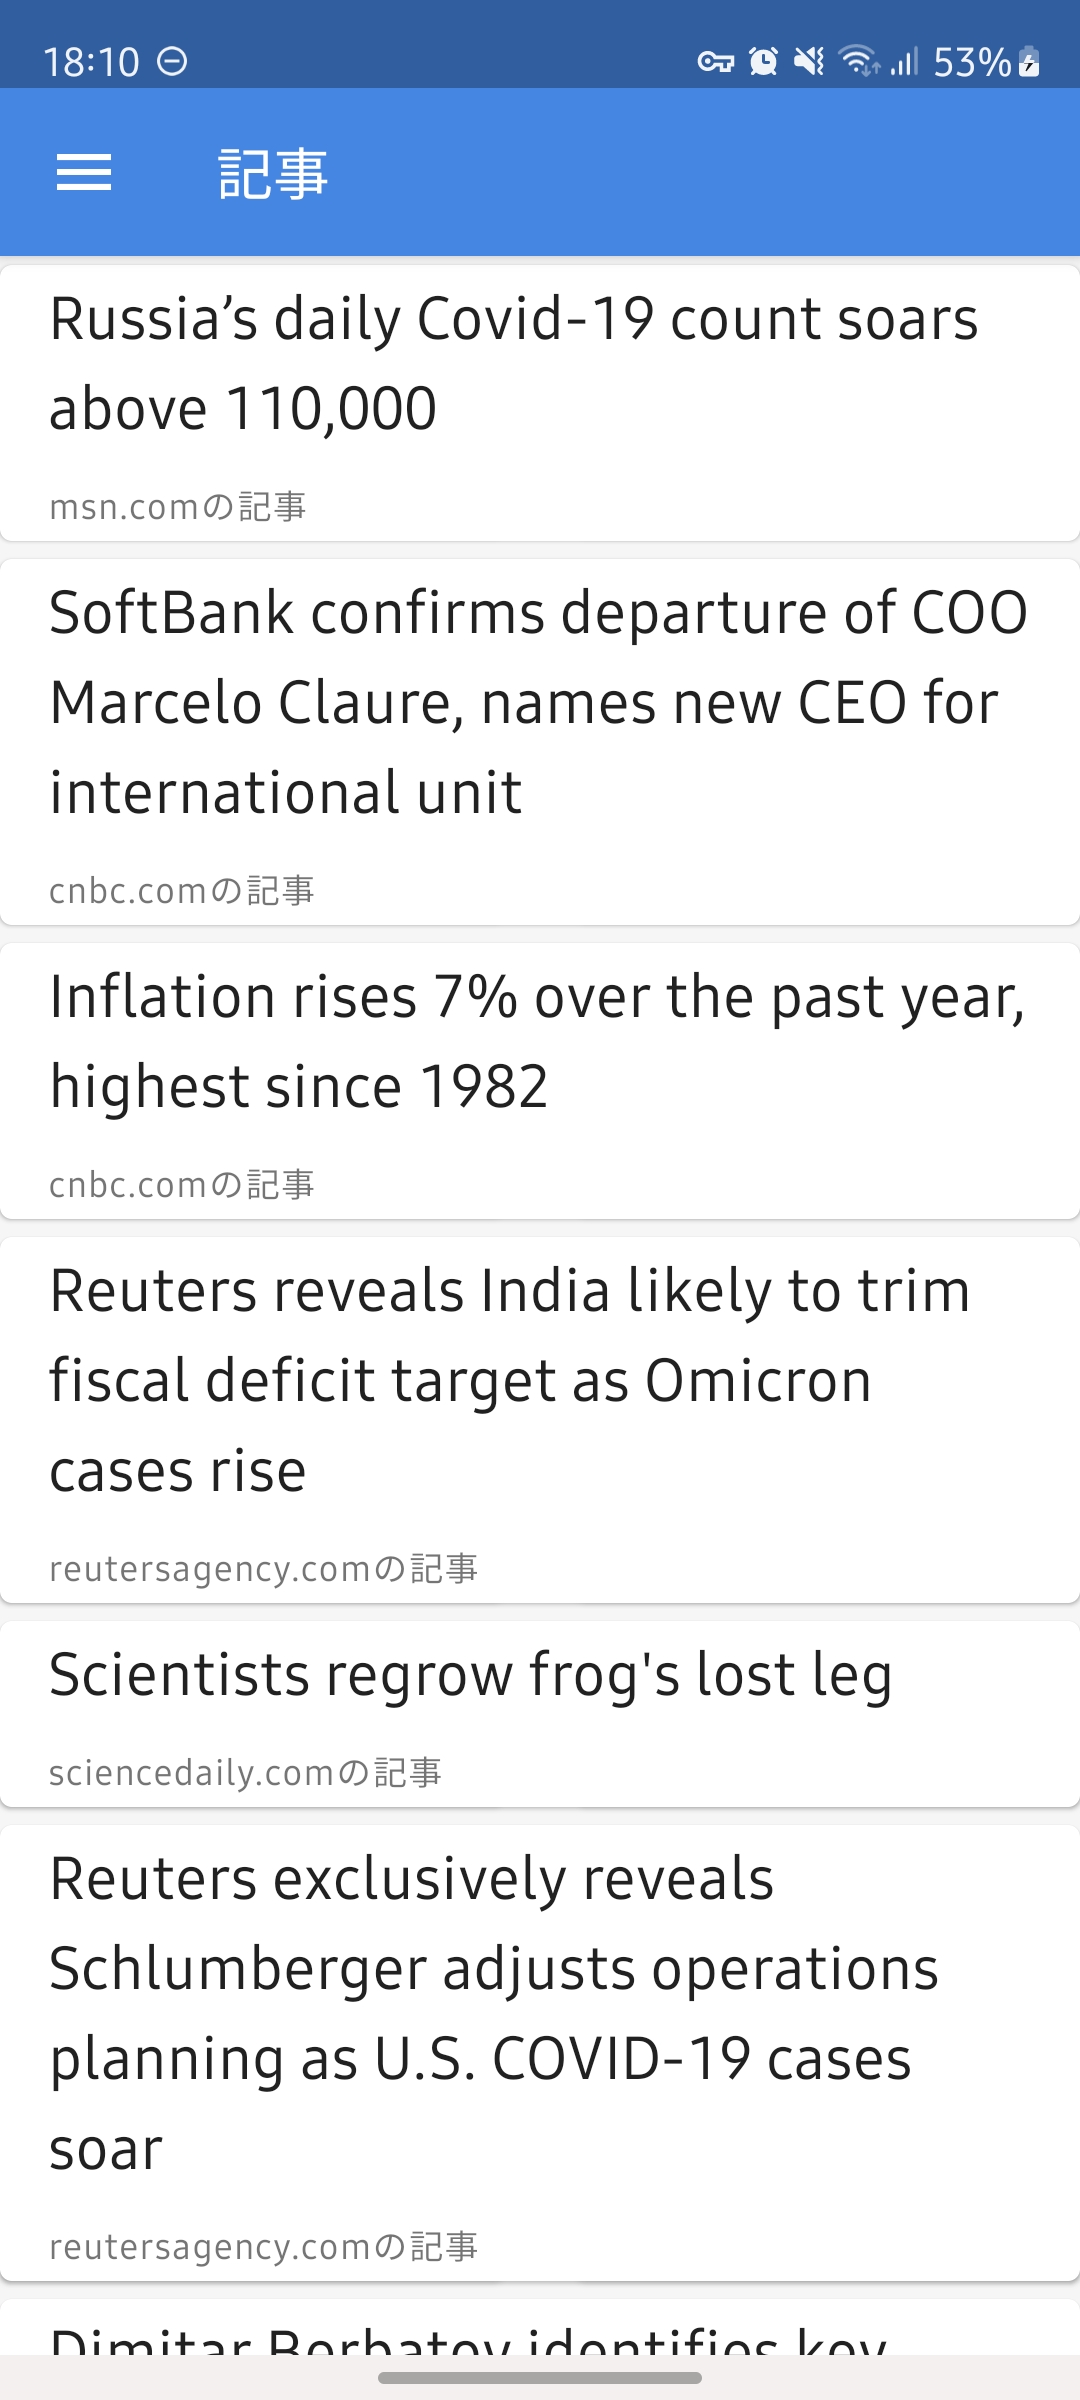 18:10
53%
記事
Russia’s daily Covid-19 count soars
above 110,000
msn.comの記事
SoftBank confirms departure of COO
Marcelo Claure, names new CEO for
international unit
cnbc.comの記事
Inflation rises 7% over the past year,
highest since 1982
cnbc.comの記事
Reuters reveals India likely to trim
fiscal deficit target as Omicron
cases rise
reutersagency.comの記事
Scientists regrow frog's lost leg
sciencedaily.comの記事
Reuters exclusively reveals
Schlumberger adjusts operations
planning as U.S. COVID-19 cases
soar
reutersagency.comの記事
Dimitar Berbatov identifies key